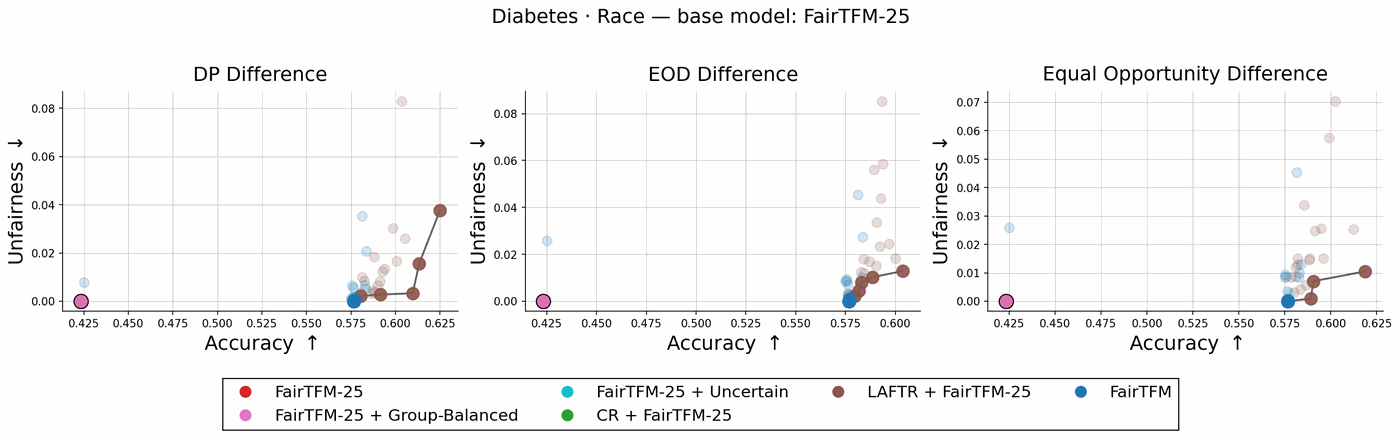 Diabetes · Race — base model: FairTFM-25
DP Difference
EOD Difference
Equal Opportunity Difference
Unfairness ↓
0.08
0.06
0.04
0.02
0.00
0.425
0.450
0.475
0.500
0.525
0.550
0.575
0.600
0.625
Accuracy ↑
Unfairness ↓
0.08
0.06
0.04
0.02
0.00
0.425
0.450
0.475
0.500
0.525
0.550
0.575
0.600
Accuracy ↑
Unfairness ↓
0.07
0.06
0.05
0.04
0.03
0.02
0.01
0.00
0.425
0.450
0.475
0.500
0.525
0.550
0.575
0.600
0.625
Accuracy ↑
FairTFM-25
FairTFM-25 + Uncertain
LAFTR + FairTFM-25
FairTFM
FairTFM-25 + Group-Balanced
CR + FairTFM-25